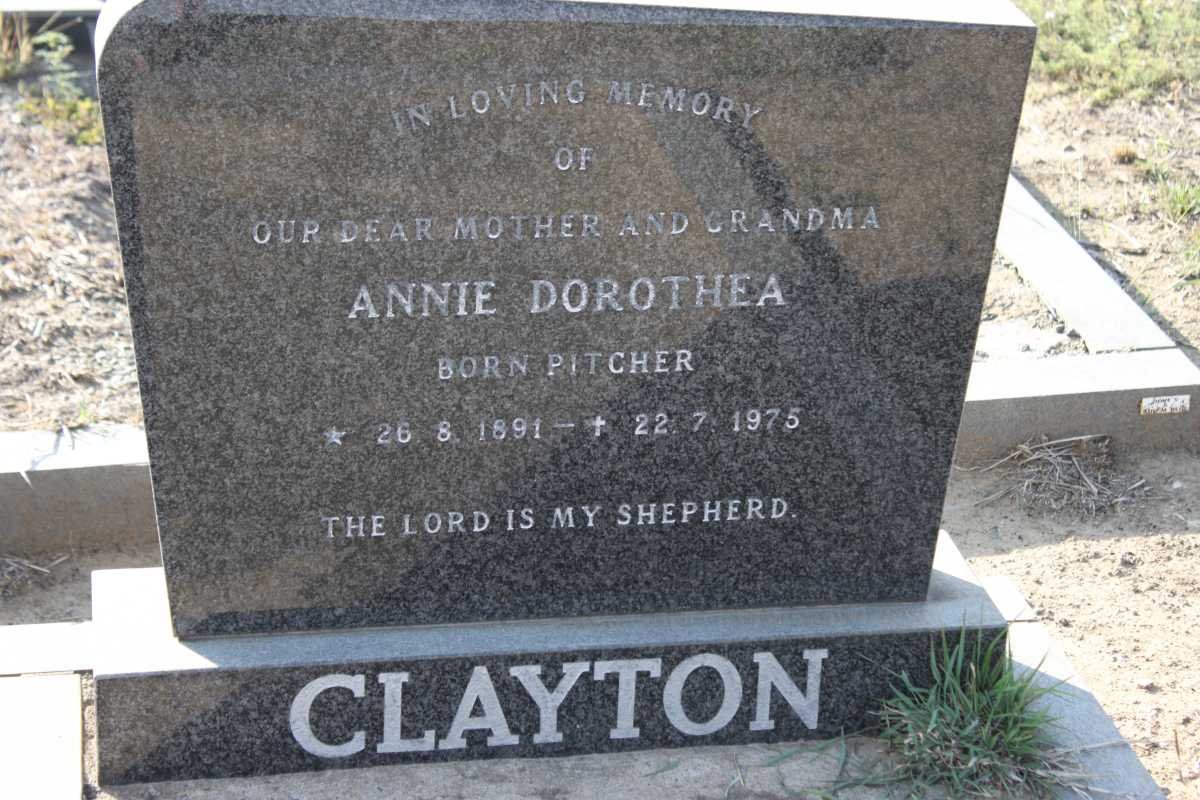 IN LOVING MEMORY
OF
OUR DEAR MOTHER AND GRANDMA
ANNIE DOROTHEA
BORN PITCHER
★ 26. 8. 1891 – ✝ 22. 7. 1975
THE LORD IS MY SHEPHERD.
CLAYTON